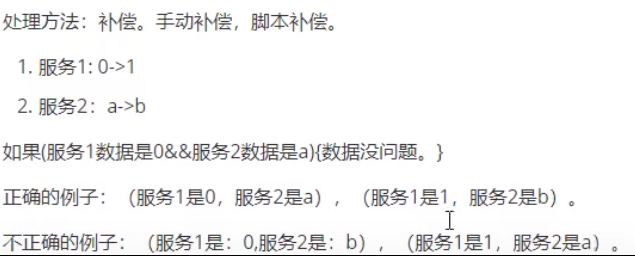 处理方法：补偿。手动补偿，脚本补偿。
1. 服务1: 0->1
2. 服务2：a->b
如果(服务1数据是0&&服务2数据是a){数据没问题。}
正确的例子：（服务1是0，服务2是a），（服务1是1，服务2是b）。
不正确的例子：（服务1是：0,服务2是：b），（服务1是1，服务2是a）。